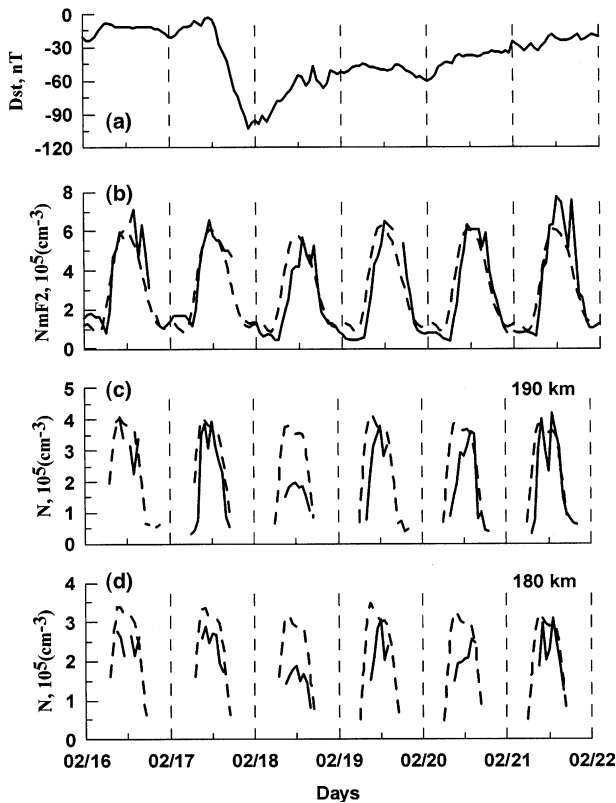 0
-30
-60
-90
-120
Dst, nT
(a)
8
6
4
2
0
NmF2, 10⁵(cm⁻³)
(b)
5
4
3
2
1
0
N, 10⁵(cm⁻³)
(c)
190 km
4
3
2
1
0
N, 10⁵(cm⁻³)
(d)
180 km
02/16 02/17 02/18 02/19 02/20 02/21 02/22
Days